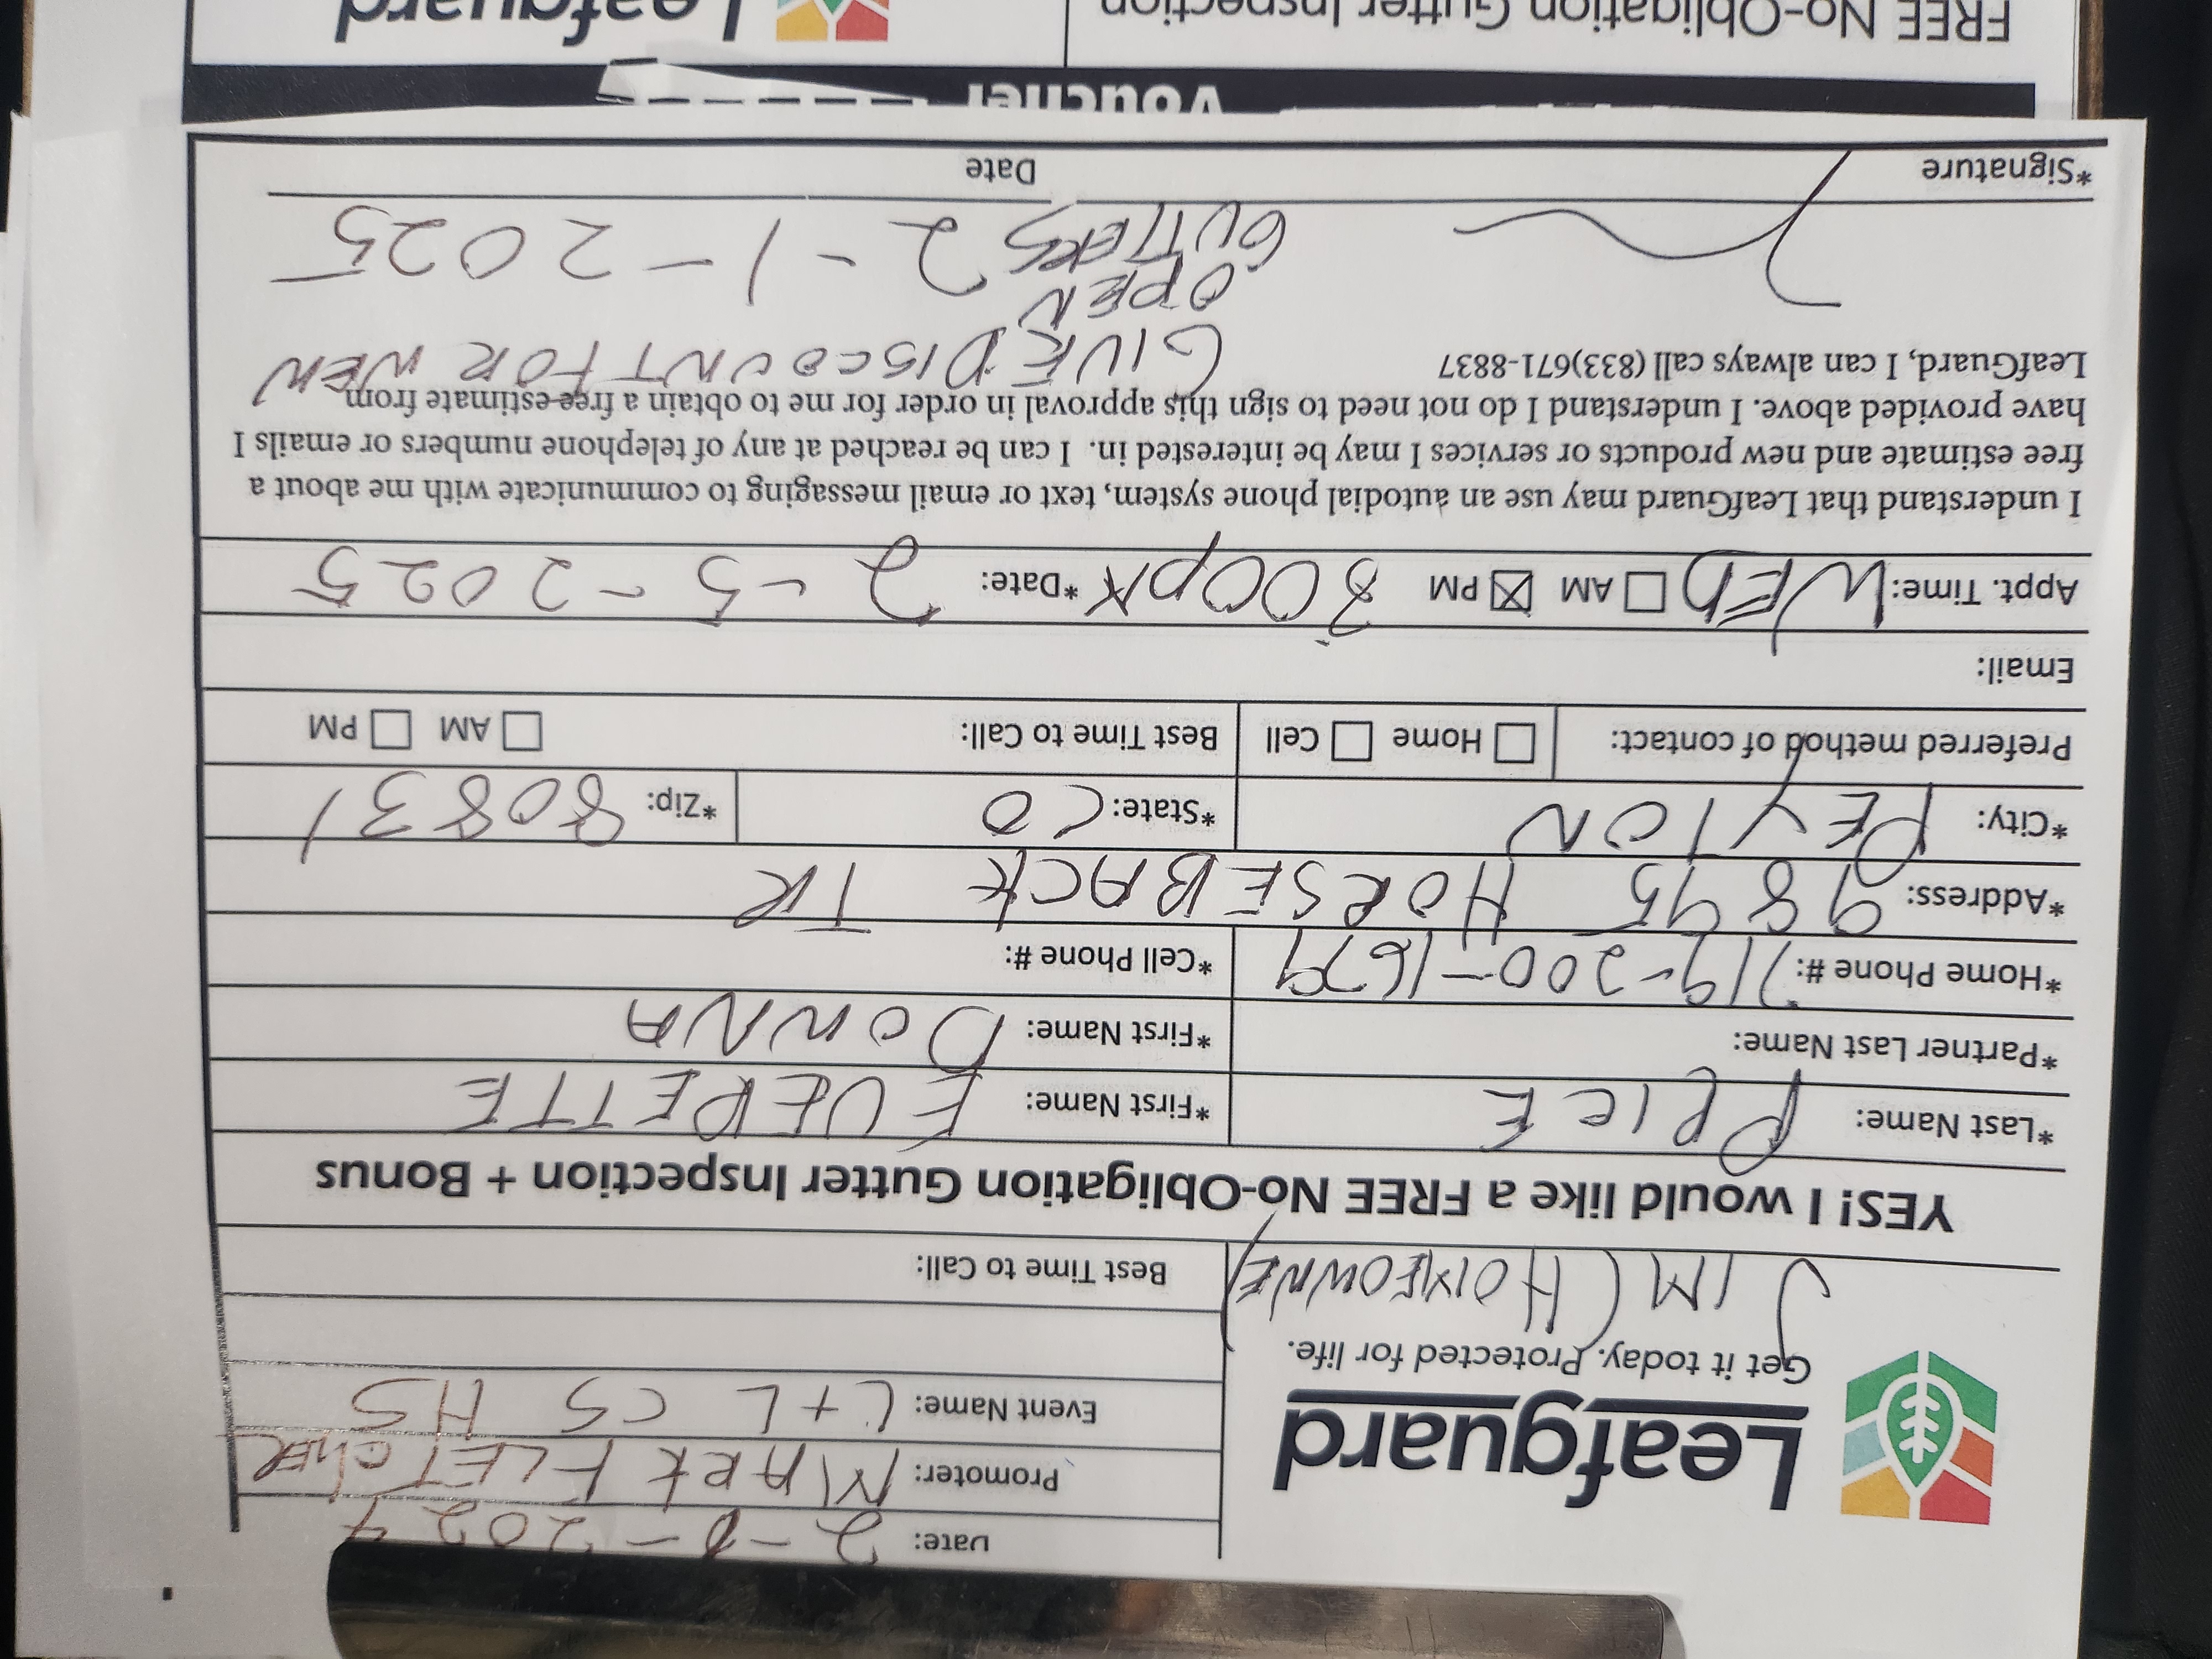 Leafguard
Get it today. Protected for life.
JIM (HOMEOWNER)
Date: 2-1-2024
Promoter: MARK FLETCHER
Event Name: L+L CS HS
Best Time to Call:
YES! I would like a FREE No-Obligation Gutter Inspection + Bonus
*Last Name: PRICE *First Name: EVERETTE
*Partner Last Name: *First Name: DONNA
*Home Phone #: 719-200-1679 *Cell Phone #:
*Address: 9895 HORSEBACK TR
*City: PEYTON *State: CO *Zip: 80831
Preferred method of contact: Home Cell Best Time to Call: AM PM
Email:
Appt. Time: WED AM PM 300PM *Date: 2-5-2025
I understand that LeafGuard may use an autodial phone system, text or email messaging to communicate with me about a
free estimate and new products or services I may be interested in. I can be reached at any of telephone numbers or emails I
have provided above. I understand I do not need to sign this approval in order for me to obtain a free estimate from
LeafGuard, I can always call (833)671-8837
GIVE DISCOUNT FOR NEW
OPEN
GUTTERS 2-1-2025
*Signature Date
Voucher
Leafguard
FREE No-Obligation Gutter Inspection